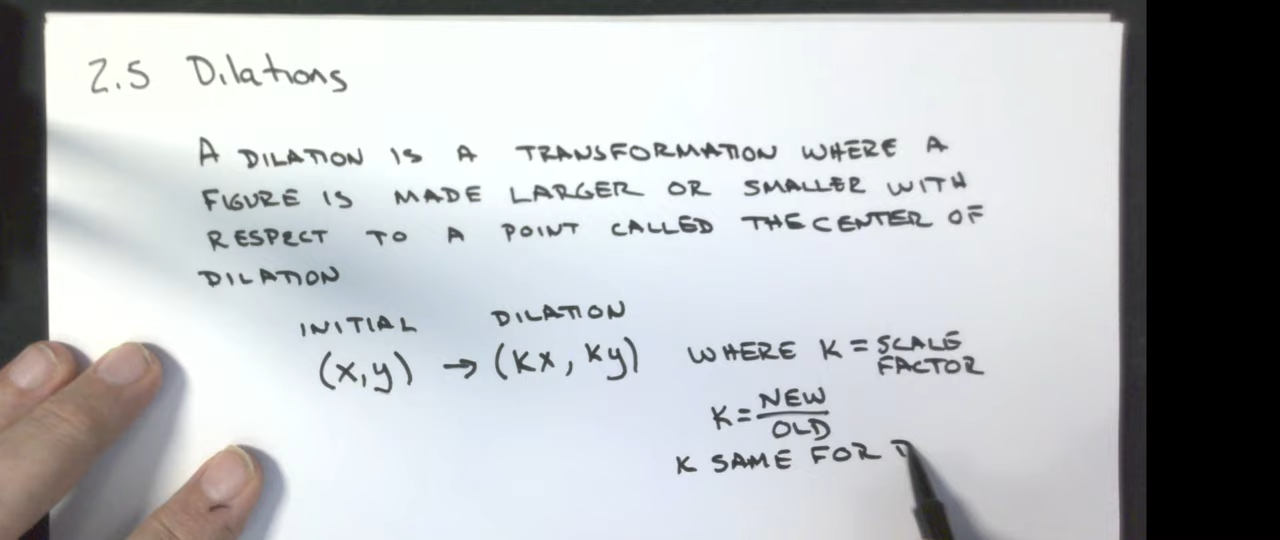 2.5 Dilations
A DILATION IS A TRANSFORMATION WHERE A
FIGURE IS MADE LARGER OR SMALLER WITH
RESPECT TO A POINT CALLED THE CENTER OF
DILATION
INITIAL DILATION
(x,y) → (kx, ky) WHERE K = SCALE
FACTOR
K = NEW/OLD
K SAME FOR